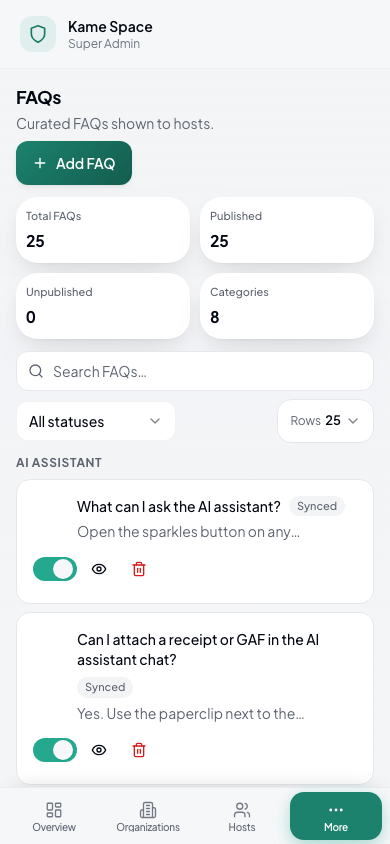 Kame Space
Super Admin
FAQs
Curated FAQs shown to hosts.
Add FAQ
Total FAQs
25
Published
25
Unpublished
0
Categories
8
Search FAQs…
All statuses
Rows 25
AI ASSISTANT
What can I ask the AI assistant? Synced
Open the sparkles button on any…
Can I attach a receipt or GAF in the AI
assistant chat?
Synced
Yes. Use the paperclip next to the…
Overview
Organizations
Hosts
More